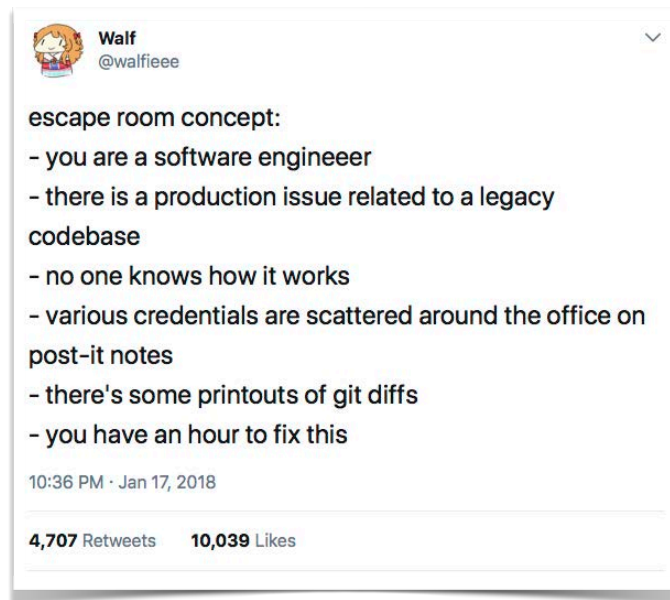 Walf
@walfieee
escape room concept:
- you are a software engineeer
- there is a production issue related to a legacy
codebase
- no one knows how it works
- various credentials are scattered around the office on
post-it notes
- there's some printouts of git diffs
- you have an hour to fix this
10:36 PM · Jan 17, 2018
4,707 Retweets 10,039 Likes